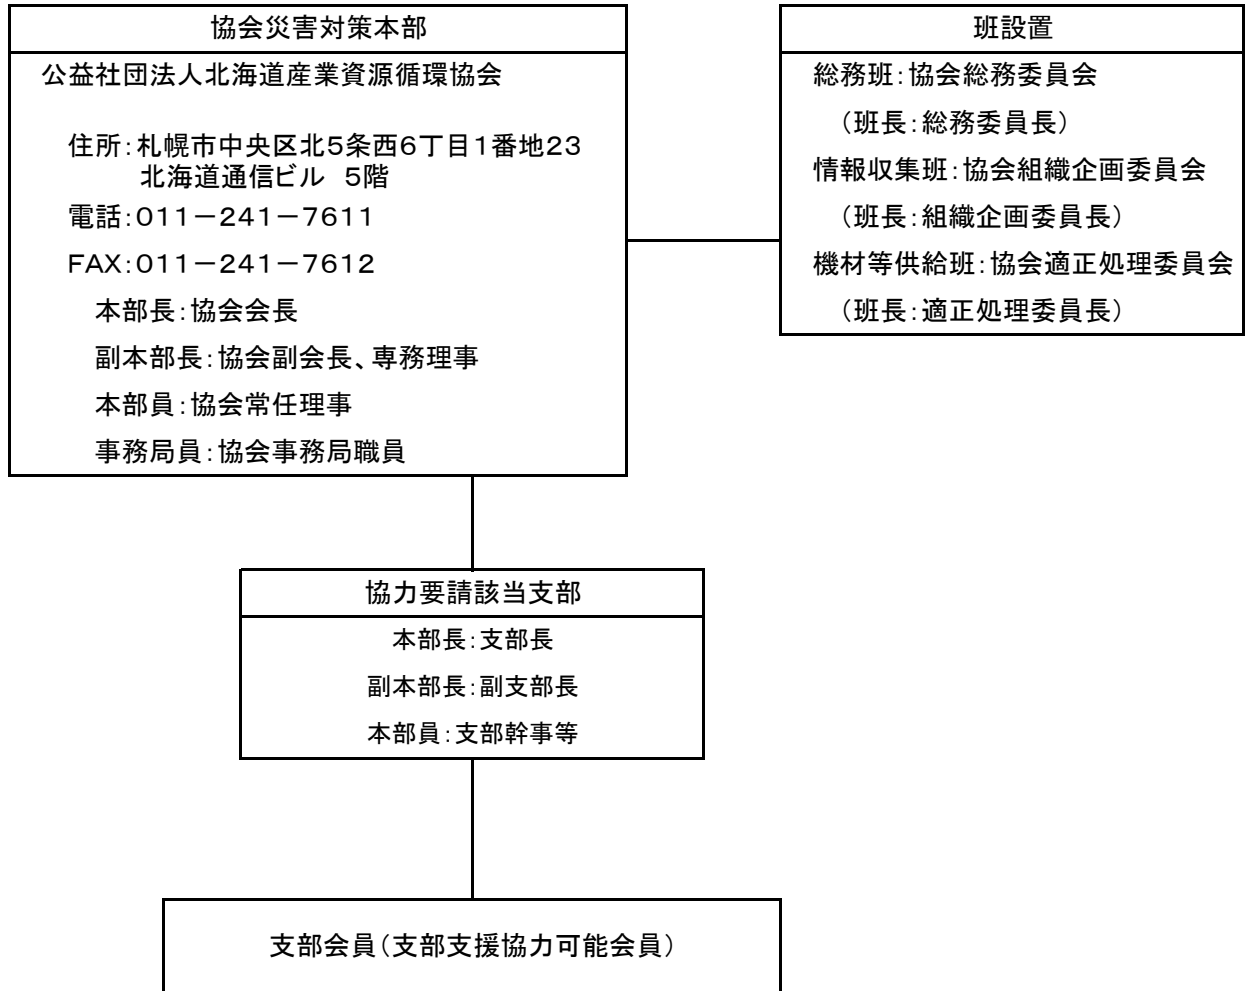 協会災害対策本部
公益社団法人北海道産業資源循環協会
住所：札幌市中央区北５条西６丁目１番地２３
北海道通信ビル　５階
電話：０１１－２４１－７６１１
ＦＡＸ：０１１－２４１－７６１２
本部長：協会会長
副本部長：協会副会長、専務理事
本部員：協会常任理事
事務局員：協会事務局職員
班設置
総務班：協会総務委員会
（班長：総務委員長）
情報収集班：協会組織企画委員会
（班長：組織企画委員長）
機材等供給班：協会適正処理委員会
（班長：適正処理委員長）
協力要請該当支部
本部長：支部長
副本部長：副支部長
本部員：支部幹事等
支部会員（支部支援協力可能会員）